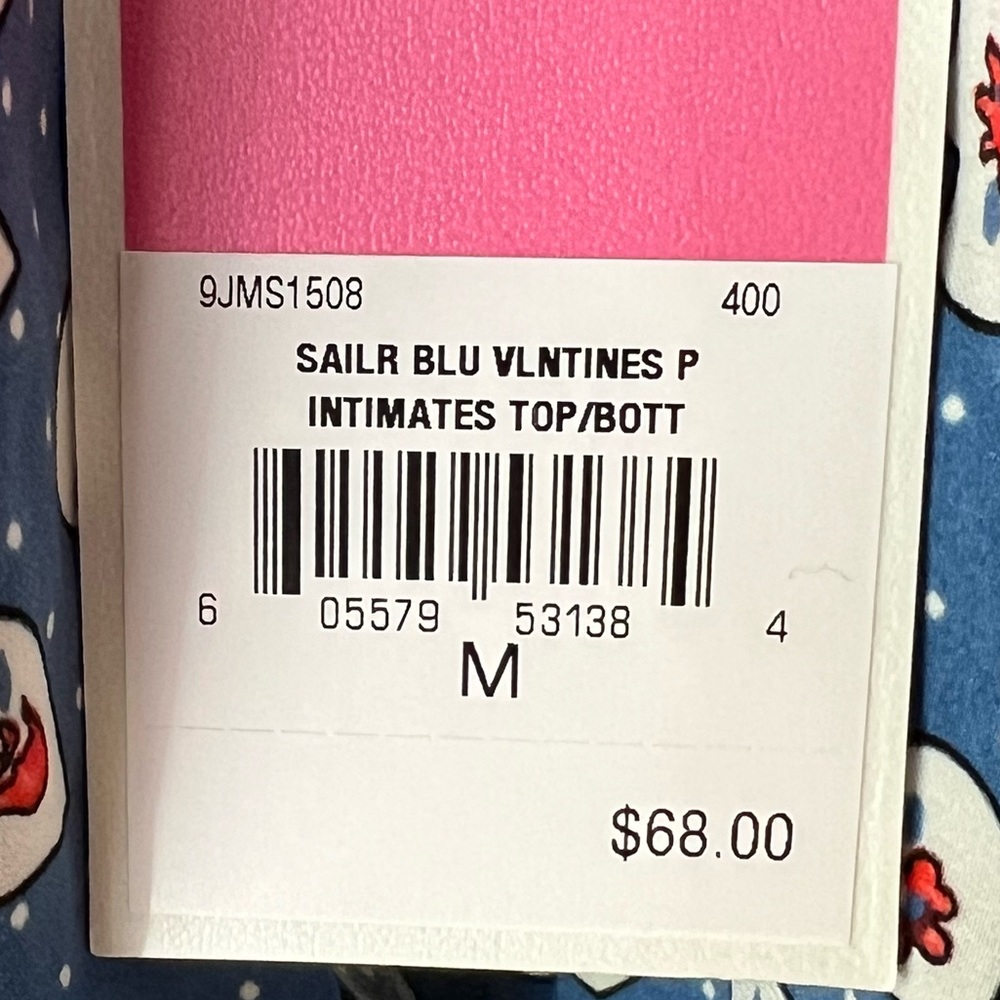 9JMS1508 400
SAILR BLU VLNTINES P
INTIMATES TOP/BOTT
6 05579 53138 4
M
$68.00